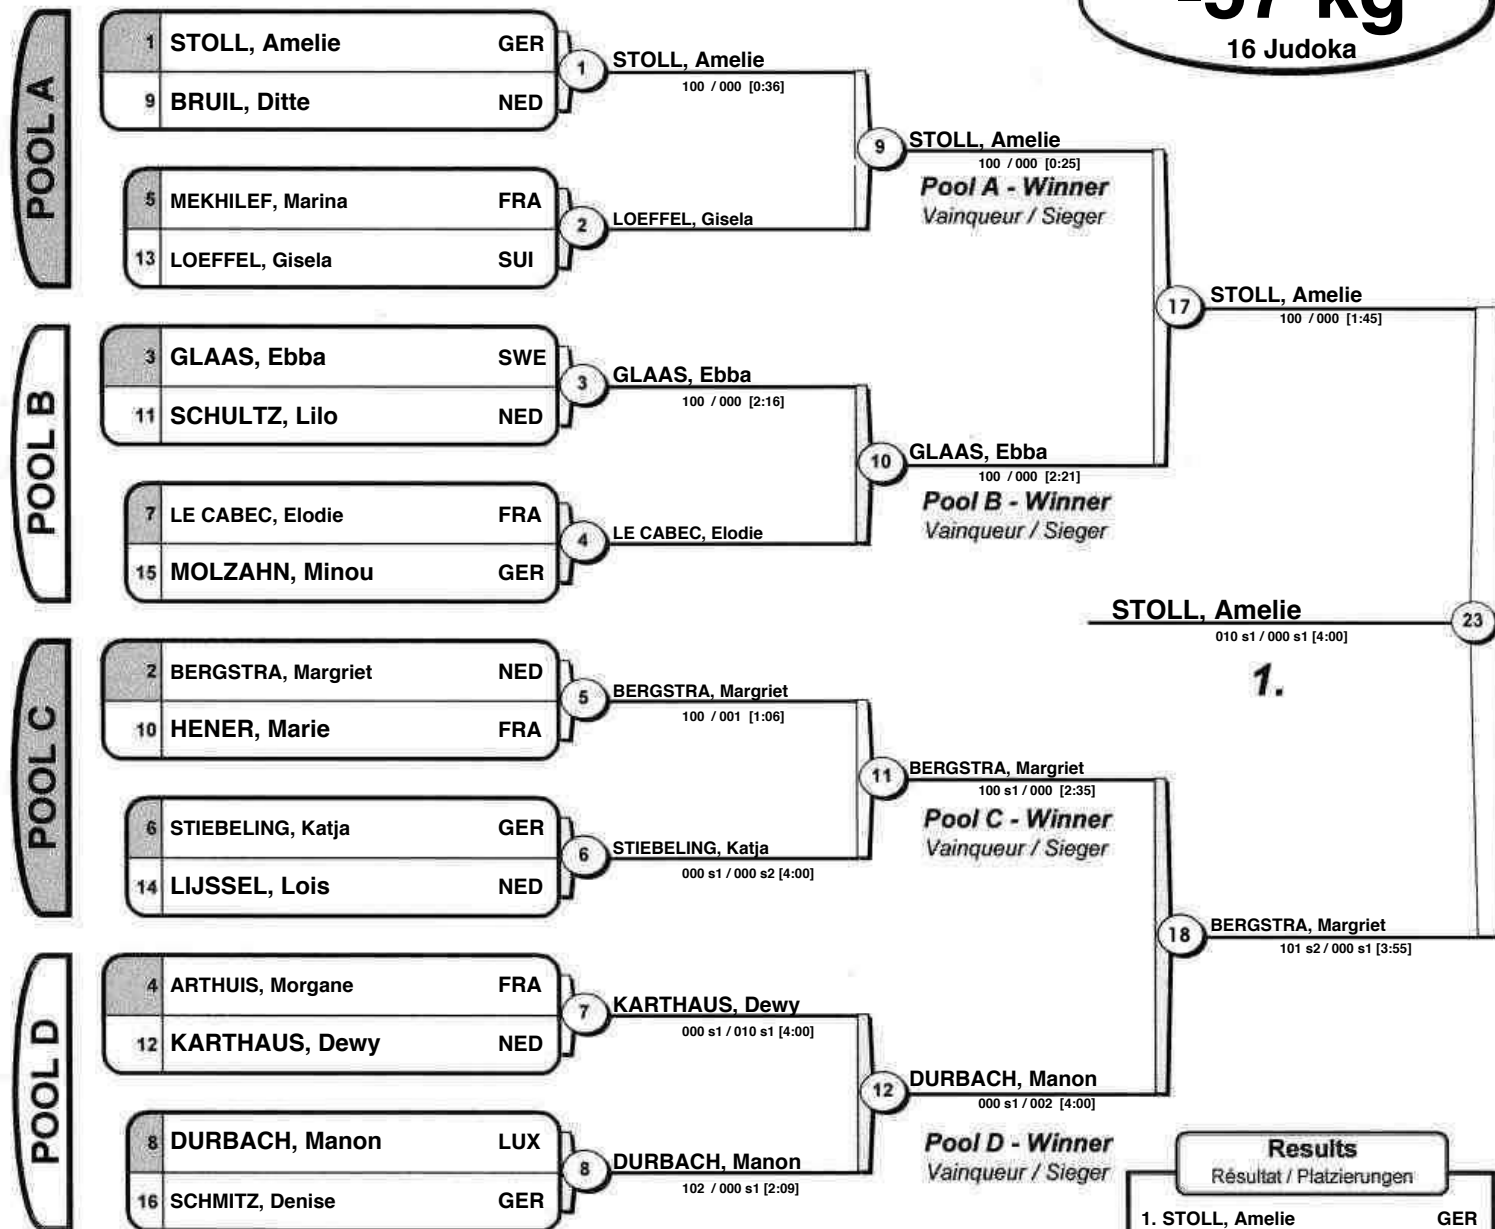 -57 kg
16 Judoka
POOL A
1 STOLL, Amelie GER
9 BRUIL, Ditte NED
1
STOLL, Amelie
100 / 000 [0:36]
5 MEKHILEF, Marina FRA
13 LOEFFEL, Gisela SUI
2
LOEFFEL, Gisela
9
STOLL, Amelie
100 / 000 [0:25]
Pool A - Winner
Vainqueur / Sieger
POOL B
3 GLAAS, Ebba SWE
11 SCHULTZ, Lilo NED
3
GLAAS, Ebba
100 / 000 [2:16]
7 LE CABEC, Elodie FRA
15 MOLZAHN, Minou GER
4
LE CABEC, Elodie
10
GLAAS, Ebba
100 / 000 [2:21]
Pool B - Winner
Vainqueur / Sieger
17
STOLL, Amelie
100 / 000 [1:45]
POOL C
2 BERGSTRA, Margriet NED
10 HENER, Marie FRA
5
BERGSTRA, Margriet
100 / 001 [1:06]
6 STIEBELING, Katja GER
14 LIJSSEL, Lois NED
6
STIEBELING, Katja
000 s1 / 000 s2 [4:00]
11
BERGSTRA, Margriet
100 s1 / 000 [2:35]
Pool C - Winner
Vainqueur / Sieger
POOL D
4 ARTHUIS, Morgane FRA
12 KARTHAUS, Dewy NED
7
KARTHAUS, Dewy
000 s1 / 010 s1 [4:00]
8 DURBACH, Manon LUX
16 SCHMITZ, Denise GER
8
DURBACH, Manon
102 / 000 s1 [2:09]
12
DURBACH, Manon
000 s1 / 002 [4:00]
Pool D - Winner
Vainqueur / Sieger
18
BERGSTRA, Margriet
101 s2 / 000 s1 [3:55]
STOLL, Amelie
23
010 s1 / 000 s1 [4:00]
1.
Results
Résultat / Platzierungen
1. STOLL, Amelie GER